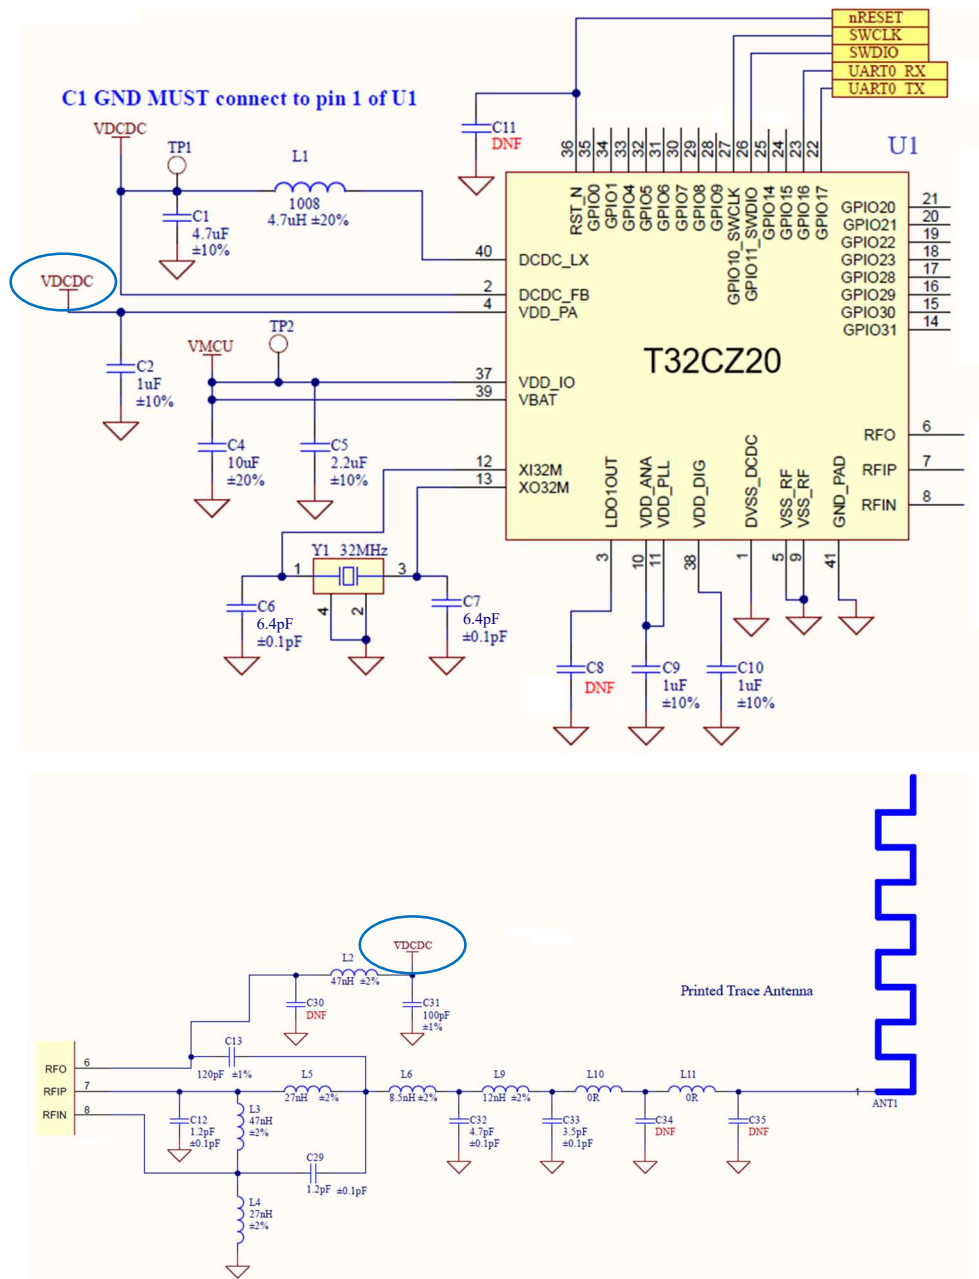 nRESET
SWCLK
SWDIO
UART0_RX
UART0_TX
C1 GND MUST connect to pin 1 of U1
VDCDC
TP1
L1
1008
4.7uH ±20%
C1
4.7uF
±10%
C11
DNF
U1
36
35
34
33
32
31
30
29
28
27
26
25
24
23
22
RST_N
GPIO0
GPIO1
GPIO4
GPIO5
GPIO6
GPIO7
GPIO8
GPIO9
GPIO10_SWCLK
GPIO11_SWDIO
GPIO14
GPIO15
GPIO16
GPIO17
GPIO20 21
GPIO21 20
GPIO22 19
GPIO23 18
GPIO28 17
GPIO29 16
GPIO30 15
GPIO31 14
40 DCDC_LX
VDCDC
2 DCDC_FB
4 VDD_PA
C2
1uF
±10%
TP2
VMCU
37 VDD_IO
39 VBAT
T32CZ20
C4
10uF
±20%
C5
2.2uF
±10%
12 XI32M
13 XO32M
RFO 6
RFIP 7
RFIN 8
LDO1OUT
VDD_ANA
VDD_PLL
VDD_DIG
DVSS_DCDC
VSS_RF
VSS_RF
GND_PAD
3
10
11
38
1
5
9
41
Y1 32MHz
1
3
4
2
C6
6.4pF
±0.1pF
C7
6.4pF
±0.1pF
C8
DNF
C9
1uF
±10%
C10
1uF
±10%
VDCDC
L2
47nH ±2%
C30
DNF
C31
100pF
±1%
Printed Trace Antenna
C13
120pF ±1%
RFO 6
RFIP 7
RFIN 8
L5
27nH ±2%
L6
8.5nH ±2%
L9
12nH ±2%
L10
0R
L11
0R
1
ANT1
C12
1.2pF
±0.1pF
L3
47nH
±2%
C32
4.7pF
±0.1pF
C33
3.5pF
±0.1pF
C34
DNF
C35
DNF
C29
1.2pF ±0.1pF
L4
27nH
±2%